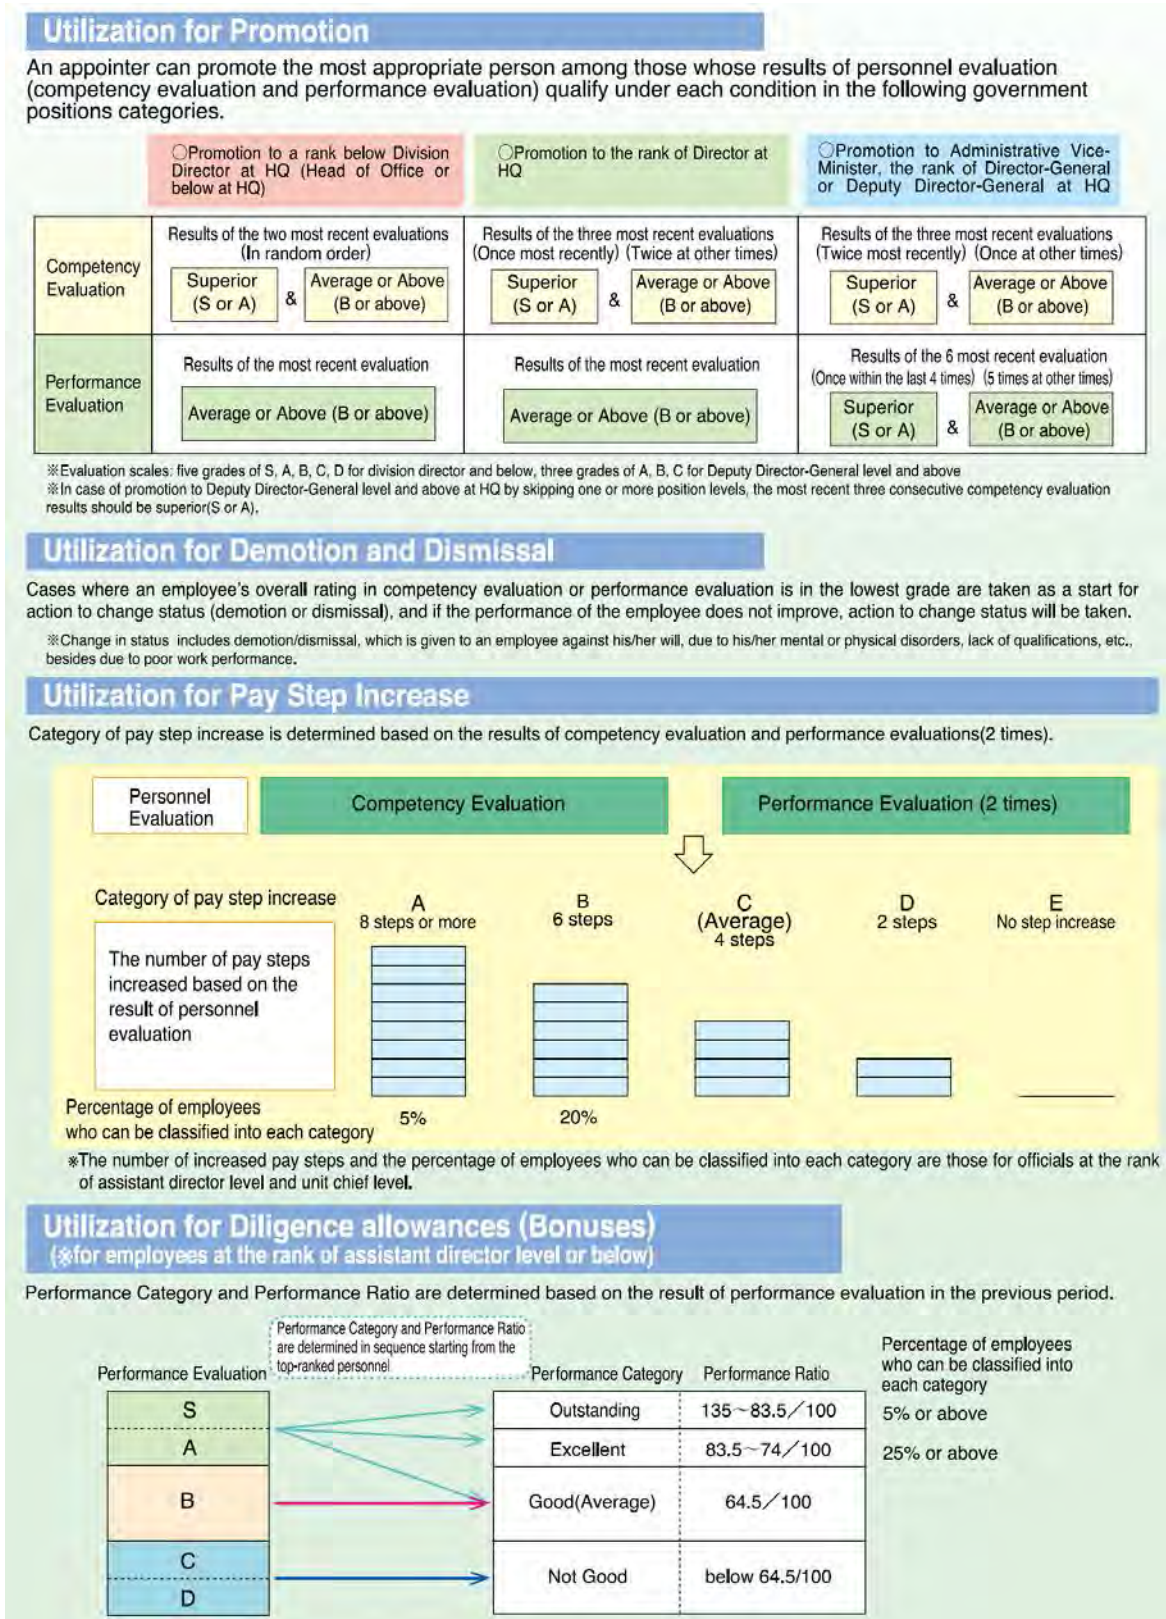 Utilization for Promotion
An appointer can promote the most appropriate person among those whose results of personnel evaluation
(competency evaluation and performance evaluation) qualify under each condition in the following government
positions categories.
○Promotion to a rank below Division
Director at HQ (Head of Office or
below at HQ)
○Promotion to the rank of Director at
HQ
○Promotion to Administrative Vice-
Minister, the rank of Director-General
or Deputy Director-General at HQ
Competency
Evaluation
Results of the two most recent evaluations
(In random order)
Superior
(S or A)
&
Average or Above
(B or above)
Results of the three most recent evaluations
(Once most recently) (Twice at other times)
Superior
(S or A)
&
Average or Above
(B or above)
Results of the three most recent evaluations
(Twice most recently) (Once at other times)
Superior
(S or A)
&
Average or Above
(B or above)
Performance
Evaluation
Results of the most recent evaluation
Average or Above (B or above)
Results of the most recent evaluation
Average or Above (B or above)
Results of the 6 most recent evaluation
(Once within the last 4 times) (5 times at other times)
Superior
(S or A)
&
Average or Above
(B or above)
※Evaluation scales: five grades of S, A, B, C, D for division director and below, three grades of A, B, C for Deputy Director-General level and above
※In case of promotion to Deputy Director-General level and above at HQ by skipping one or more position levels, the most recent three consecutive competency evaluation
results should be superior(S or A).
Utilization for Demotion and Dismissal
Cases where an employee's overall rating in competency evaluation or performance evaluation is in the lowest grade are taken as a start for
action to change status (demotion or dismissal), and if the performance of the employee does not improve, action to change status will be taken.
※Change in status includes demotion/dismissal, which is given to an employee against his/her will, due to his/her mental or physical disorders, lack of qualifications, etc.,
besides due to poor work performance.
Utilization for Pay Step Increase
Category of pay step increase is determined based on the results of competency evaluation and performance evaluations(2 times).
Personnel
Evaluation
Competency Evaluation
Performance Evaluation (2 times)
Category of pay step increase
A
8 steps or more
B
6 steps
C
(Average)
4 steps
D
2 steps
E
No step increase
The number of pay steps
increased based on the
result of personnel
evaluation
Percentage of employees
who can be classified into each category
5%
20%
※The number of increased pay steps and the percentage of employees who can be classified into each category are those for officials at the rank
of assistant director level and unit chief level.
Utilization for Diligence allowances (Bonuses)
(※for employees at the rank of assistant director level or below)
Performance Category and Performance Ratio are determined based on the result of performance evaluation in the previous period.
Performance Category and Performance Ratio
are determined in sequence starting from the
top-ranked personnel
Performance Evaluation
Performance Category
Performance Ratio
Percentage of employees
who can be classified into
each category
S
A
B
C
D
Outstanding
135~83.5/100
5% or above
Excellent
83.5~74/100
25% or above
Good(Average)
64.5/100
Not Good
below 64.5/100